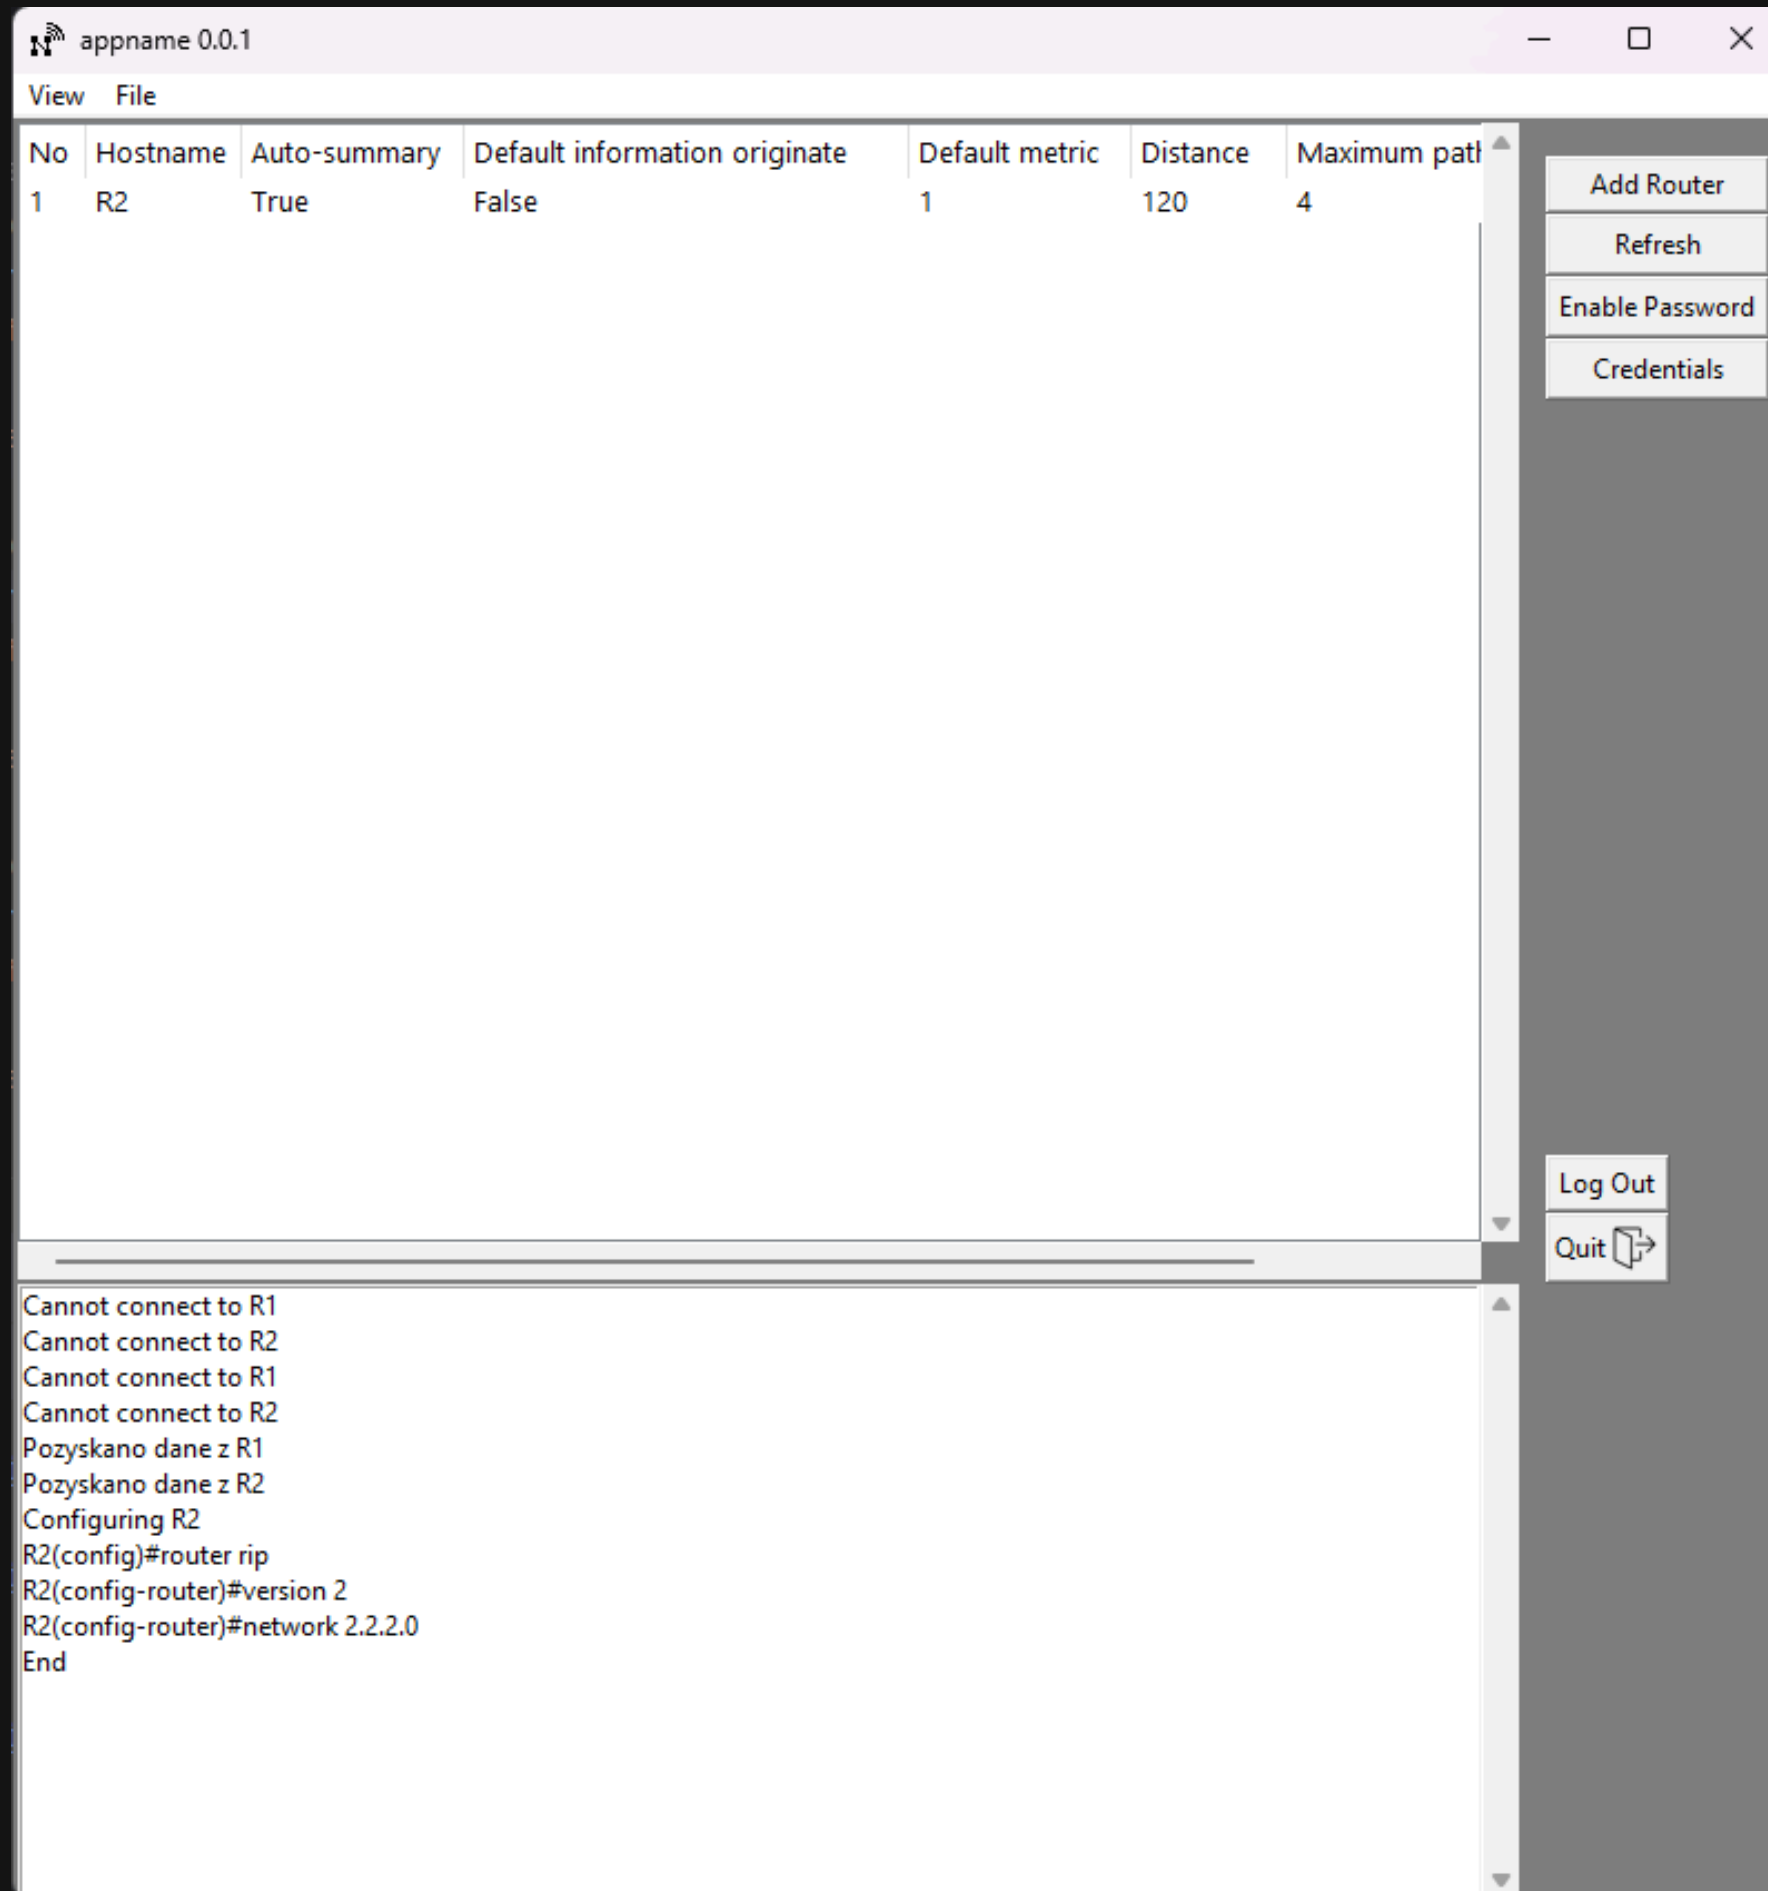 appname 0.0.1
View File
No Hostname Auto-summary Default information originate Default metric Distance Maximum path
1 R2 True False 1 120 4
Add Router
Refresh
Enable Password
Credentials
Log Out
Quit
Cannot connect to R1
Cannot connect to R2
Cannot connect to R1
Cannot connect to R2
Pozyskano dane z R1
Pozyskano dane z R2
Configuring R2
R2(config)#router rip
R2(config-router)#version 2
R2(config-router)#network 2.2.2.0
End